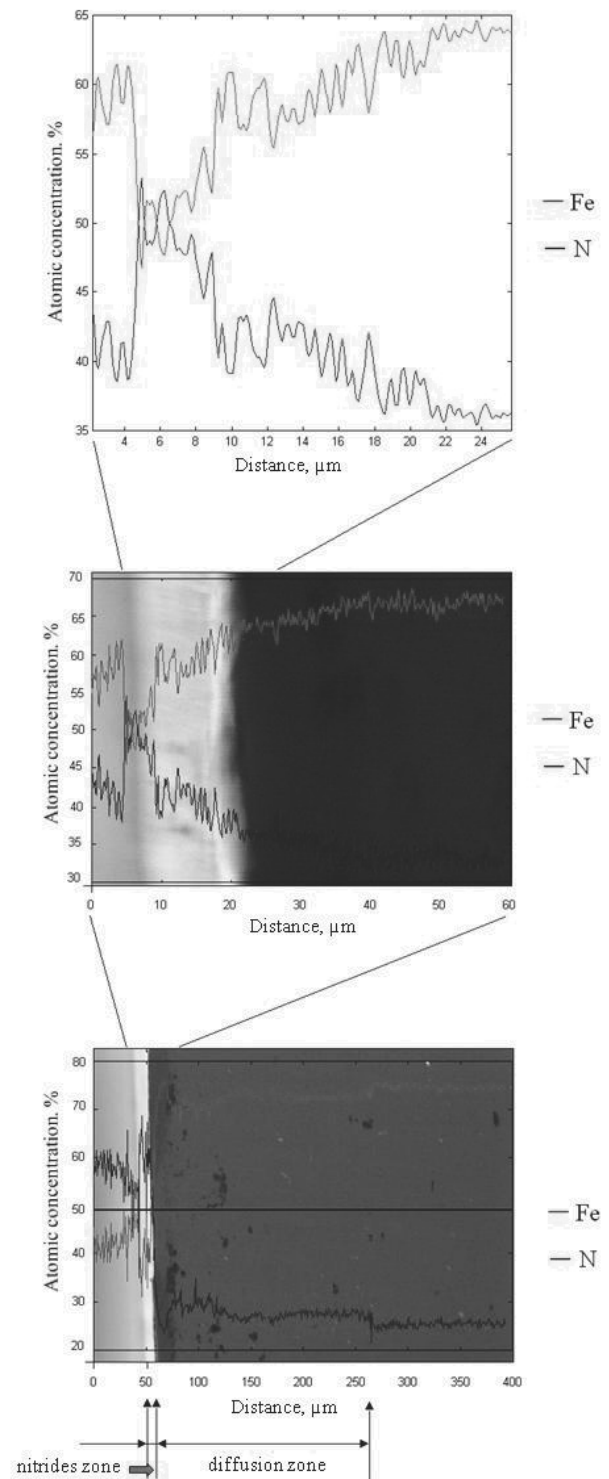 65
60
55
50
45
40
35
Atomic concentration. %
4 6 8 10 12 14 16 18 20 22 24
Distance, µm
Fe
N
70
65
60
55
50
45
40
35
30
Atomic concentration. %
0 10 20 30 40 50 60
Distance, µm
Fe
N
80
70
60
50
40
30
20
Atomic concentration. %
0 50 100 150 200 250 300 350 400
Distance, µm
Fe
N
nitrides zone
diffusion zone